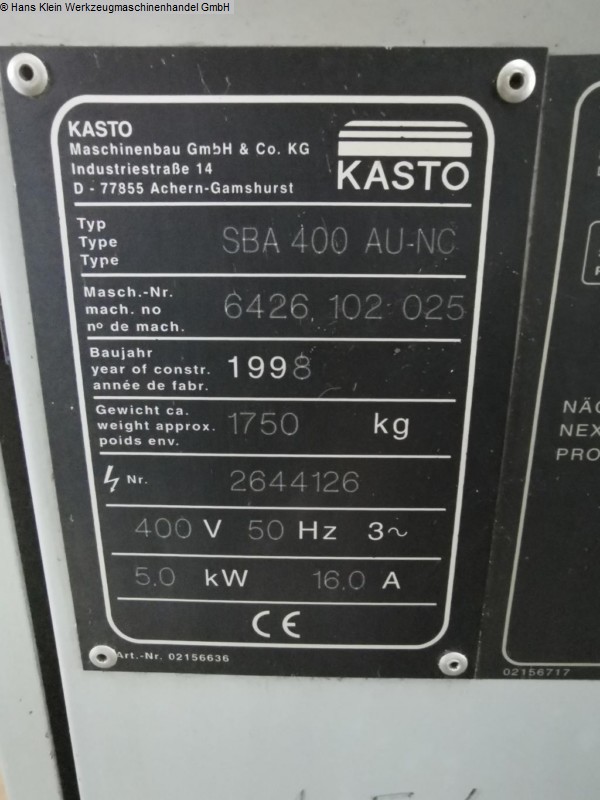 © Hans Klein Werkzeugmaschinenhandel GmbH
KASTO
Maschinenbau GmbH & Co. KG
Industriestraße 14
D - 77855 Achern-Gamshurst
KASTO
Typ
Type
Type
SBA 400 AU-NC
Masch.-Nr.
mach. no
nº de mach.
6426.102 025
Baujahr
year of constr.
année de fabr.
1998
Gewicht ca.
weight approx.
poids env.
1750 kg
Nr. 2644126
400 V 50 Hz 3~
5.0 kW 16.0 A
CE
Art.-Nr. 02156636
02156717